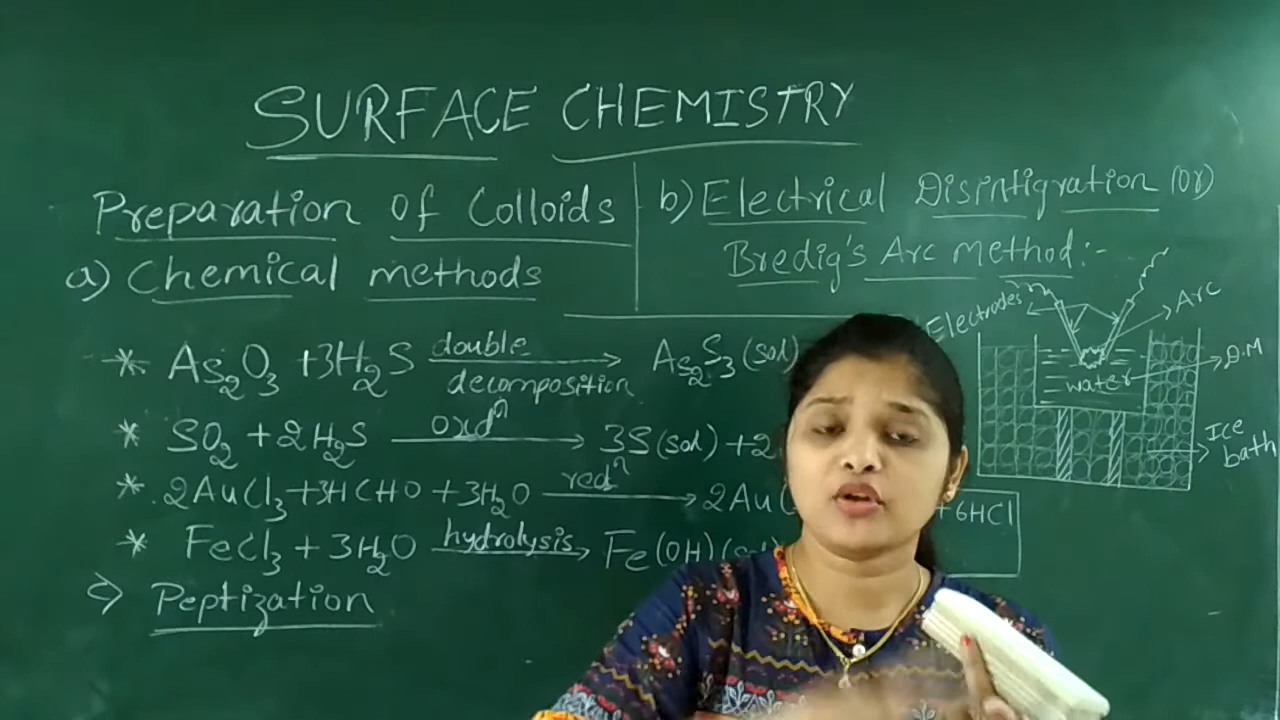 SURFACE CHEMISTRY
Preparation of Colloids
a) Chemical methods
* As2O3 + 3H2S double decomposition → As2S3 (sol)
* SO2 + 2H2S oxdⁿ → 3S (sol) + 2
* 2AuCl3 + 3HCHO + 3H2O redⁿ → 2Au( +6HCl
* FeCl3 + 3H2O hydrolysis → Fe(OH) (sol)
c) Peptization
b) Electrical Disintigration (or)
Bredig's Arc method:-
Electrodes
Arc
D.M
water
Ice
bath